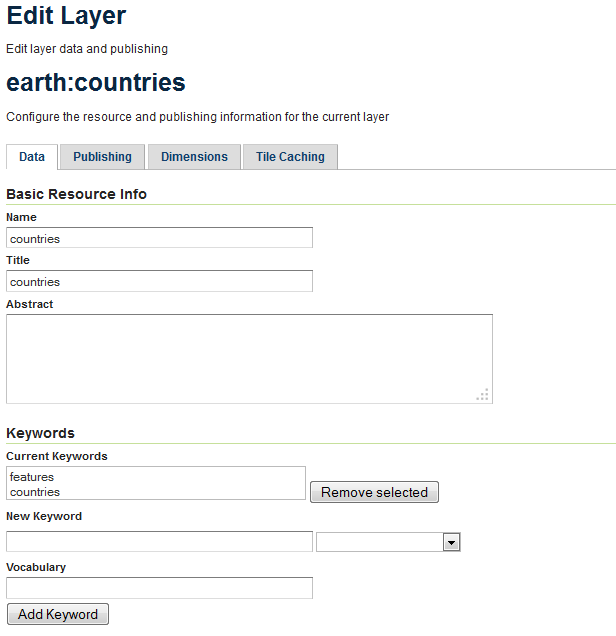 Edit Layer
Edit layer data and publishing
earth:countries
Configure the resource and publishing information for the current layer
Data Publishing Dimensions Tile Caching
Basic Resource Info
Name
countries
Title
countries
Abstract
Keywords
Current Keywords
features
countries
Remove selected
New Keyword
Vocabulary
Add Keyword